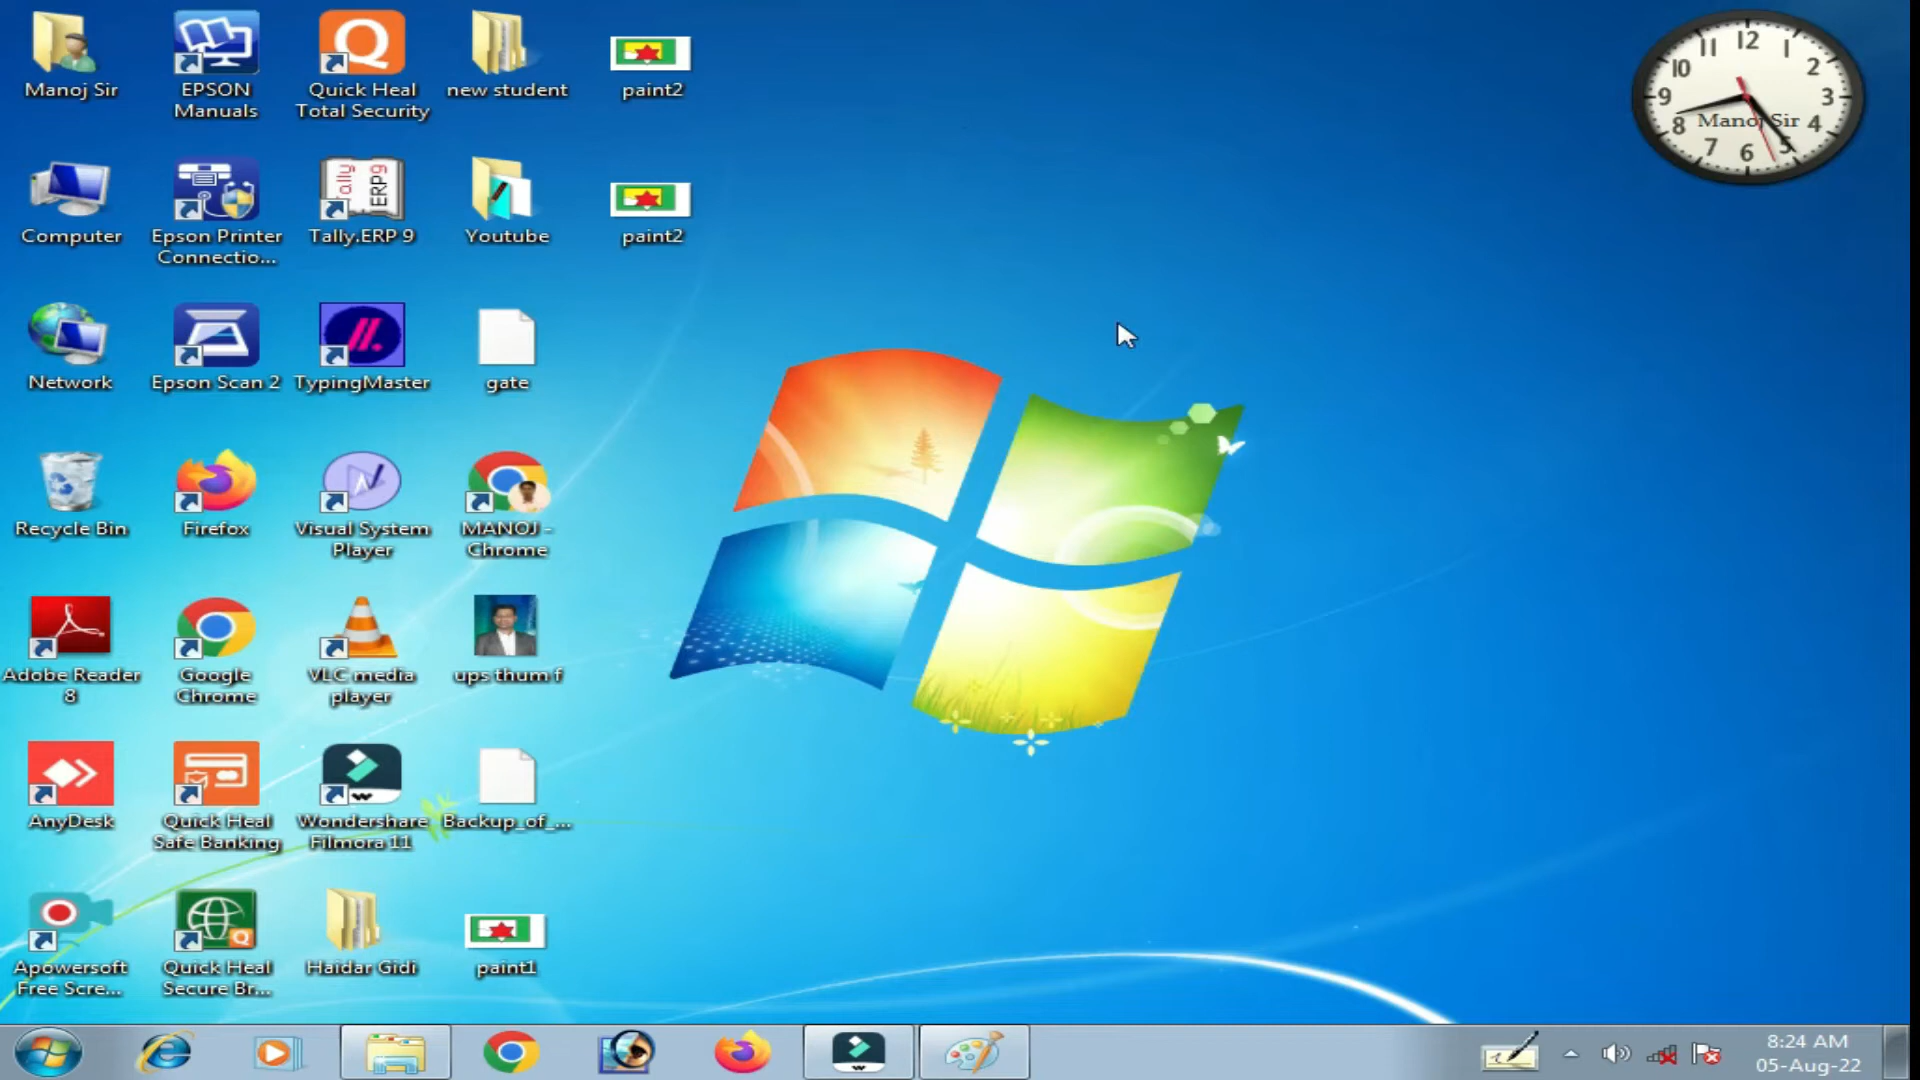 Manoj Sir
EPSON
Manuals
Quick Heal
Total Security
new student
paint2
Computer
Epson Printer
Connectio...
Tally.ERP 9
Tally
ERP9
Youtube
paint2
Network
Epson Scan 2
TypingMaster
gate
Recycle Bin
Firefox
Visual System
Player
MANOJ -
Chrome
Adobe Reader
8
Google
Chrome
VLC media
player
ups thum f
AnyDesk
Quick Heal
Safe Banking
Wondershare
Filmora 11
Backup_of_...
Apowersoft
Free Scre...
Quick Heal
Secure Br...
Haidar Gidi
paint1
12
1
2
3
4
5
6
7
8
9
10
11
Manoj Sir
8:24 AM
05-Aug-22